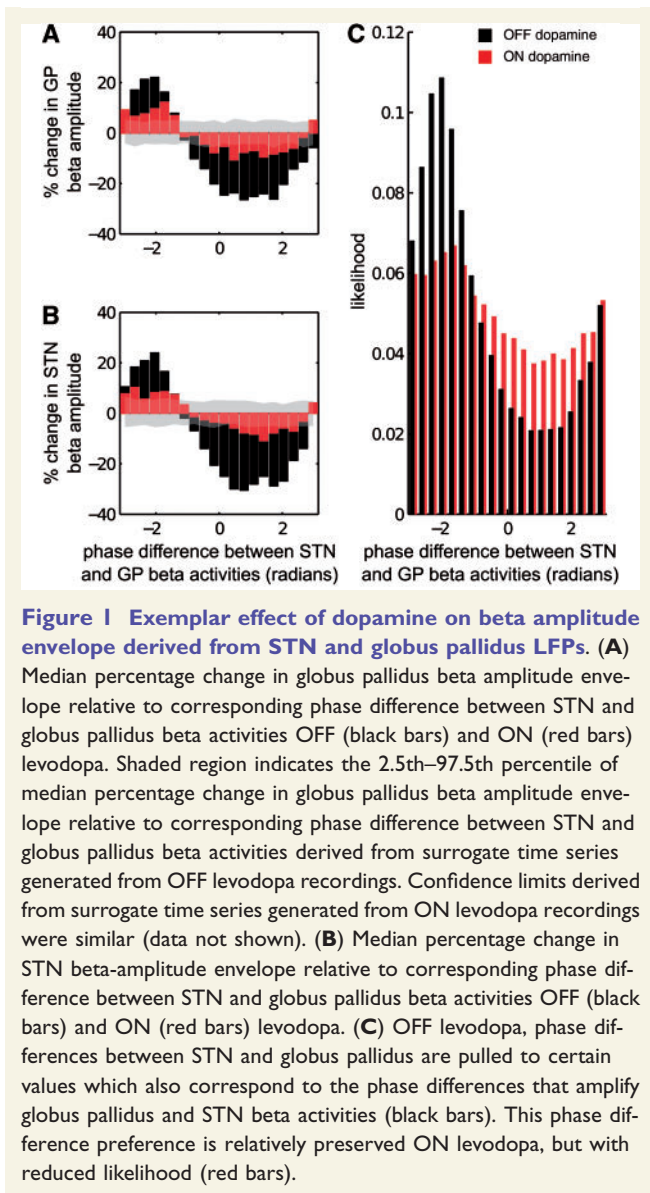 A
% change in GP
beta amplitude
40
20
0
−20
−40
−2 0 2
B
% change in STN
beta amplitude
40
20
0
−20
−40
−2 0 2
phase difference between STN
and GP beta activities (radians)
C
OFF dopamine
ON dopamine
likelihood
0.12
0.1
0.08
0.06
0.04
0.02
0
−2 0 2
phase difference between STN
and GP beta activities (radians)
Figure 1 Exemplar effect of dopamine on beta amplitude
envelope derived from STN and globus pallidus LFPs. (A)
Median percentage change in globus pallidus beta amplitude enve-
lope relative to corresponding phase difference between STN and
globus pallidus beta activities OFF (black bars) and ON (red bars)
levodopa. Shaded region indicates the 2.5th–97.5th percentile of
median percentage change in globus pallidus beta amplitude enve-
lope relative to corresponding phase difference between STN and
globus pallidus beta activities derived from surrogate time series
generated from OFF levodopa recordings. Confidence limits derived
from surrogate time series generated from ON levodopa recordings
were similar (data not shown). (B) Median percentage change in
STN beta-amplitude envelope relative to corresponding phase dif-
ference between STN and globus pallidus beta activities OFF (black
bars) and ON (red bars) levodopa. (C) OFF levodopa, phase dif-
ferences between STN and globus pallidus are pulled to certain
values which also correspond to the phase differences that amplify
globus pallidus and STN beta activities (black bars). This phase dif-
ference preference is relatively preserved ON levodopa, but with
reduced likelihood (red bars).